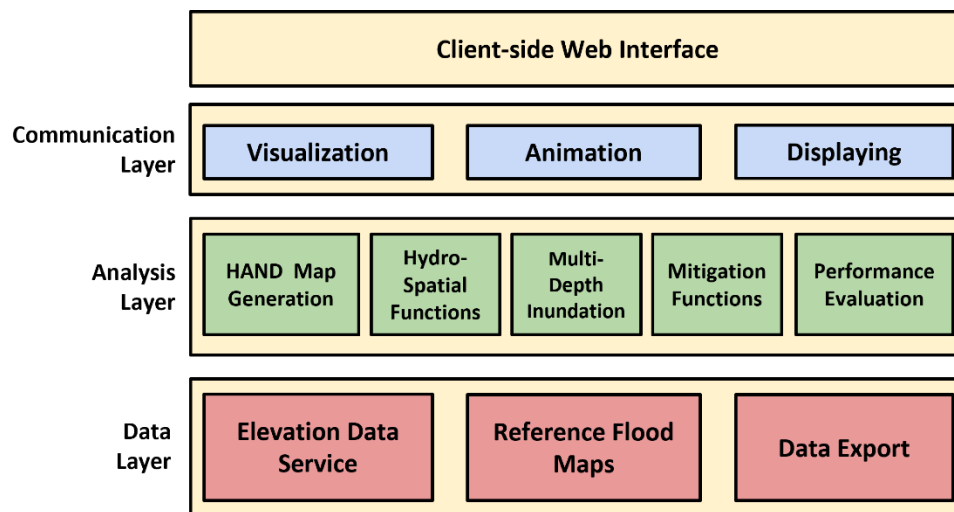 Client-side Web Interface
Communication
Layer
Visualization
Animation
Displaying
Analysis
Layer
HAND Map
Generation
Hydro-
Spatial
Functions
Multi-
Depth
Inundation
Mitigation
Functions
Performance
Evaluation
Data
Layer
Elevation Data
Service
Reference Flood
Maps
Data Export